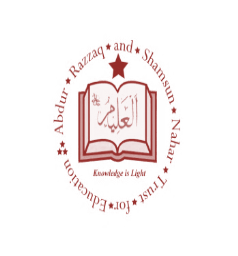 Abdur ★ Razzaq ★ and ★ Shamsun ★ Nahar ★ Trust ★ for ★ Education
العليم
Knowledge is Light